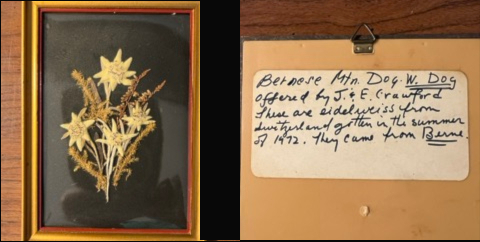 Bernese Mtn. Dog. W. Dog
offered by J. & E. Crawford
These are eidelweiss from
Switzerland gotten in the summer
of 1972. They came from Berne.